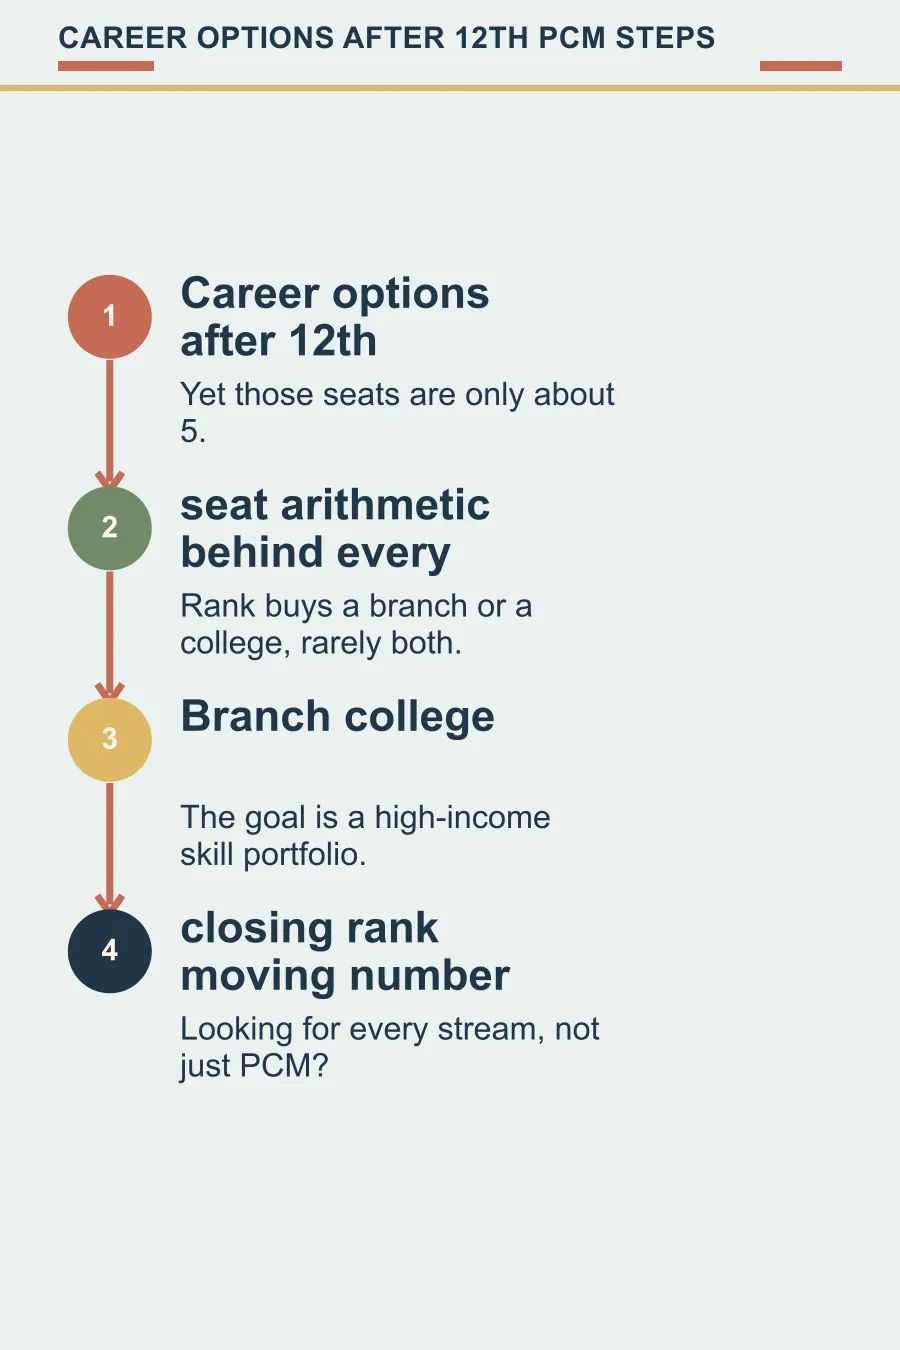 CAREER OPTIONS AFTER 12TH PCM STEPS
1
Career options
after 12th
Yet those seats are only about
5.
2
seat arithmetic
behind every
Rank buys a branch or a
college, rarely both.
3
Branch college
The goal is a high-income
skill portfolio.
4
closing rank
moving number
Looking for every stream, not
just PCM?